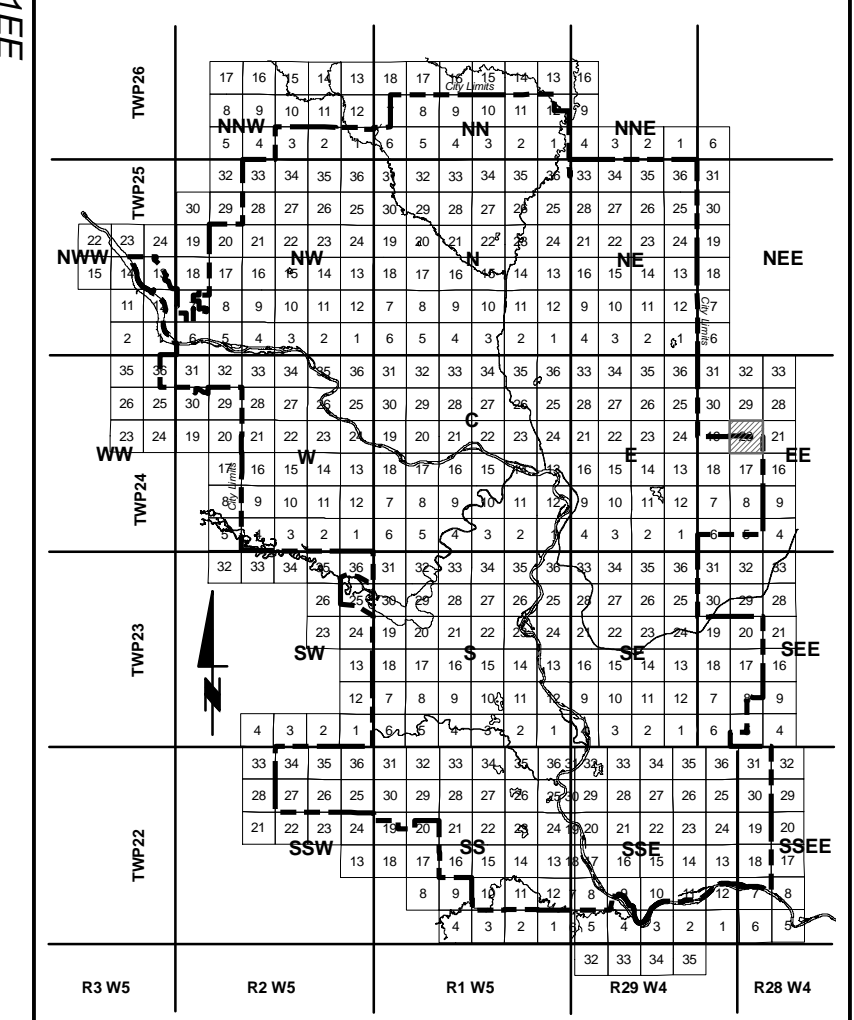 1EE
TWP26
17 16 15 14 13 18 17 16 15 14 13 16
City Limits
8 9 10 11 12 8 9 10 11 12 9
NNW NN NNE
5 4 3 2 1 6 5 4 3 2 1 4 3 2 1 6
TWP25
32 33 34 35 36 31 32 33 34 35 36 33 34 35 36 31
30 29 28 27 26 25 30 29 28 27 26 25 28 27 26 25 30
22 23 24 19 20 21 22 23 24 19 20 21 22 23 24 21 22 23 24 19
NWW NW N NE NEE
15 14 13 18 17 16 15 14 13 18 17 16 15 14 13 16 15 14 13 18
11 8 9 10 11 12 7 8 9 10 11 12 9 10 11 12 7
City Limits
2 6 5 4 3 2 1 6 5 4 3 2 1 4 3 2 1 6
35 36 31 32 33 34 35 36 31 32 33 34 35 36 33 34 35 36 31 32 33
26 25 30 29 28 27 26 25 30 29 28 27 26 25 28 27 26 25 30 29 28
C
23 24 19 20 21 22 23 24 19 20 21 22 23 24 21 22 23 24 19 20 21
WW W E EE
TWP24
17 16 15 14 13 18 17 16 15 14 13 16 15 14 13 18 17 16
City Limits
8 9 10 11 12 7 8 9 10 11 12 9 10 11 12 7 8 9
5 4 3 2 1 6 5 4 3 2 1 4 3 2 1 6 5 4
32 33 34 35 36 31 32 33 34 35 36 33 34 35 36 31 32 33
TWP23
26 25 30 29 28 27 26 25 28 27 26 25 30 29 28
23 24 19 20 21 22 23 24 21 22 23 24 19 20 21
SW S SE SEE
N
13 18 17 16 15 14 13 16 15 14 13 18 17 16
12 7 8 9 10 11 12 9 10 11 12 7 8 9
4 3 2 1 6 5 4 3 2 1 4 3 2 1 6 4
33 34 35 36 31 32 33 34 35 36 31 32 33 34 35 36 31 32
28 27 26 25 30 29 28 27 26 25 30 29 28 27 26 25 30 29
TWP22
21 22 23 24 19 20 21 22 23 24 19 20 21 22 23 24 19 20
SSW SS SSE SSEE
13 18 17 16 15 14 13 18 17 16 15 14 13 18 17
8 9 10 11 12 7 8 9 10 11 12 7 8
4 3 2 1 6 5 4 3 2 1 6 5
32 33 34 35
R3 W5 R2 W5 R1 W5 R29 W4 R28 W4